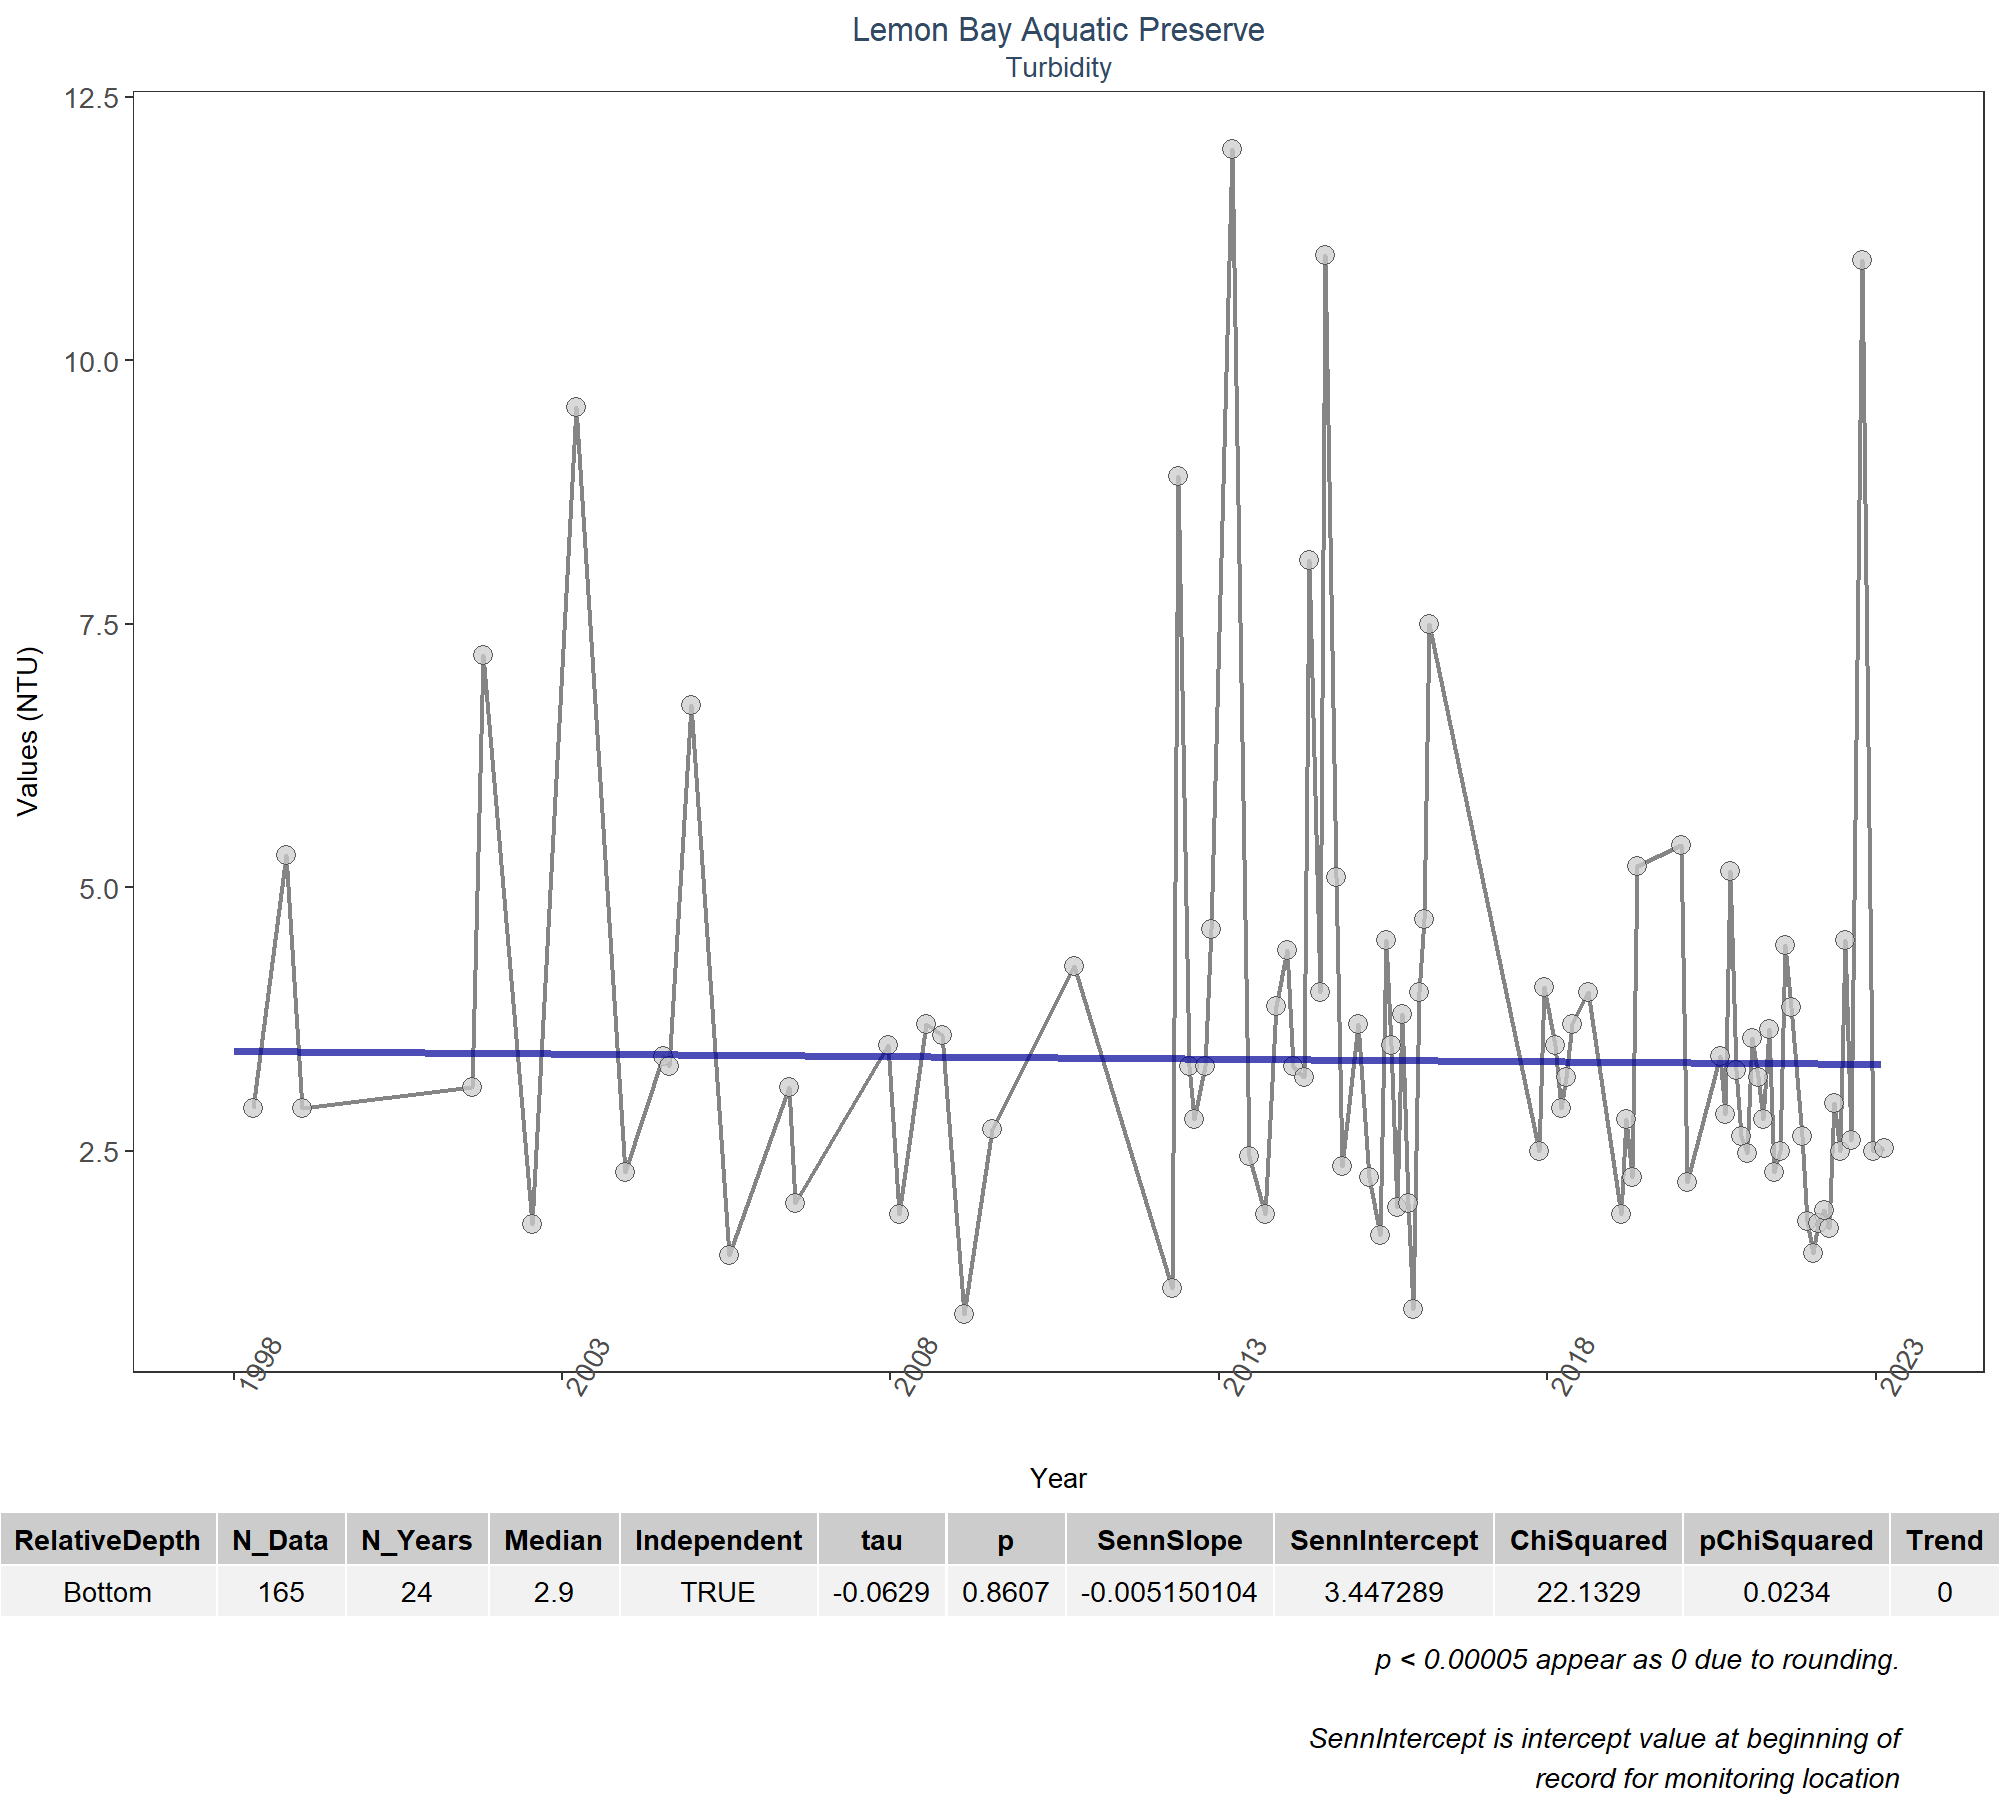 Lemon Bay Aquatic Preserve
Turbidity
12.5
10.0
7.5
5.0
2.5
Values (NTU)
1998 2003 2008 2013 2018 2023
Year
RelativeDepth N_Data N_Years Median Independent tau p SennSlope SennIntercept ChiSquared pChiSquared Trend
Bottom 165 24 2.9 TRUE -0.0629 0.8607 -0.005150104 3.447289 22.1329 0.0234 0
p < 0.00005 appear as 0 due to rounding.
SennIntercept is intercept value at beginning of
record for monitoring location